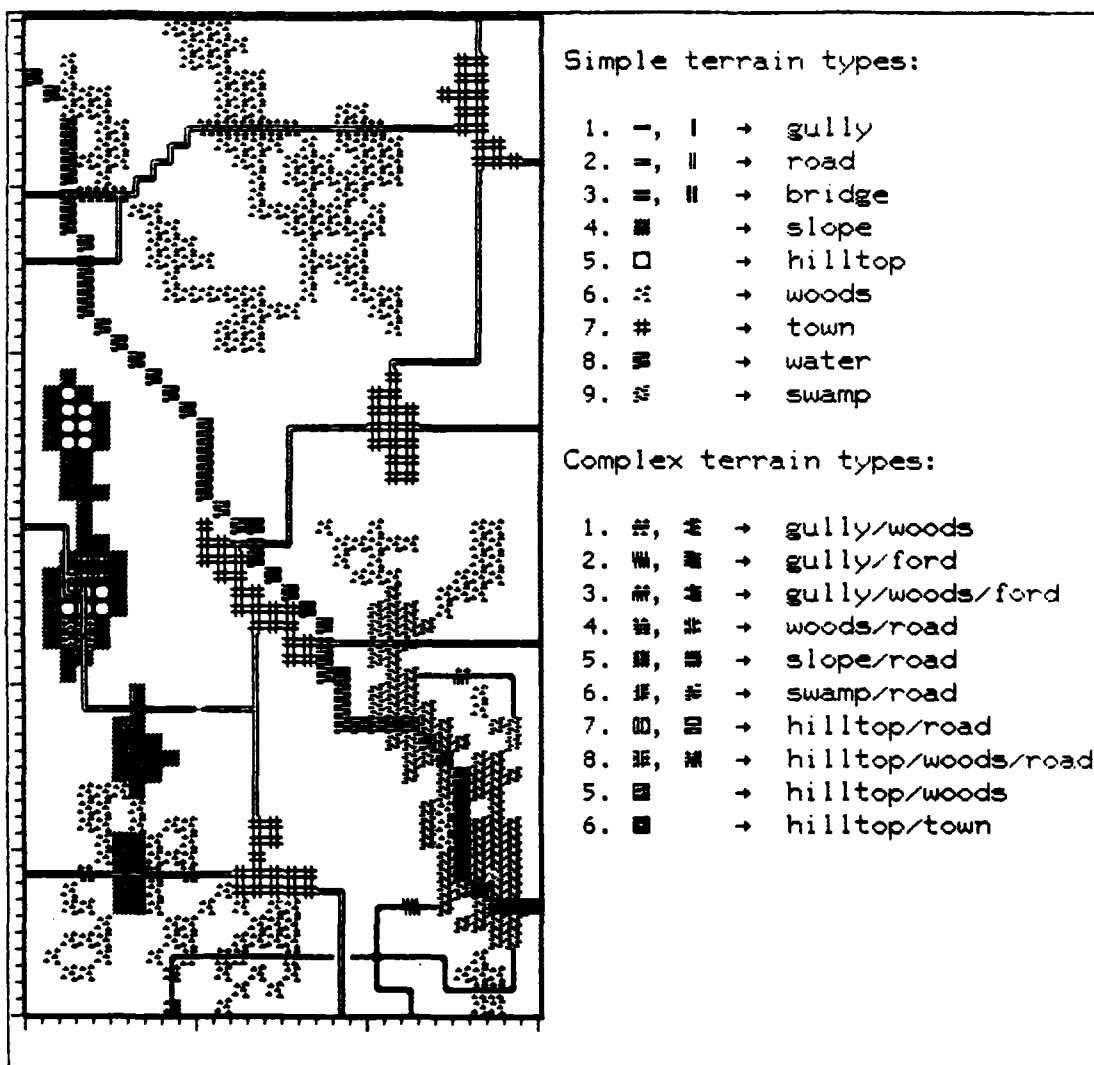 Simple terrain types:
1. −, | → gully
2. =, ‖ → road
3. ≡, ⦀ → bridge
4. ▩ → slope
5. □ → hilltop
6. ∴ → woods
7. # → town
8. → water
9. → swamp
Complex terrain types:
1. , → gully/woods
2. , → gully/ford
3. , → gully/woods/ford
4. , → woods/road
5. , → slope/road
6. , → swamp/road
7. , → hilltop/road
8. , → hilltop/woods/road
5. → hilltop/woods
6. → hilltop/town